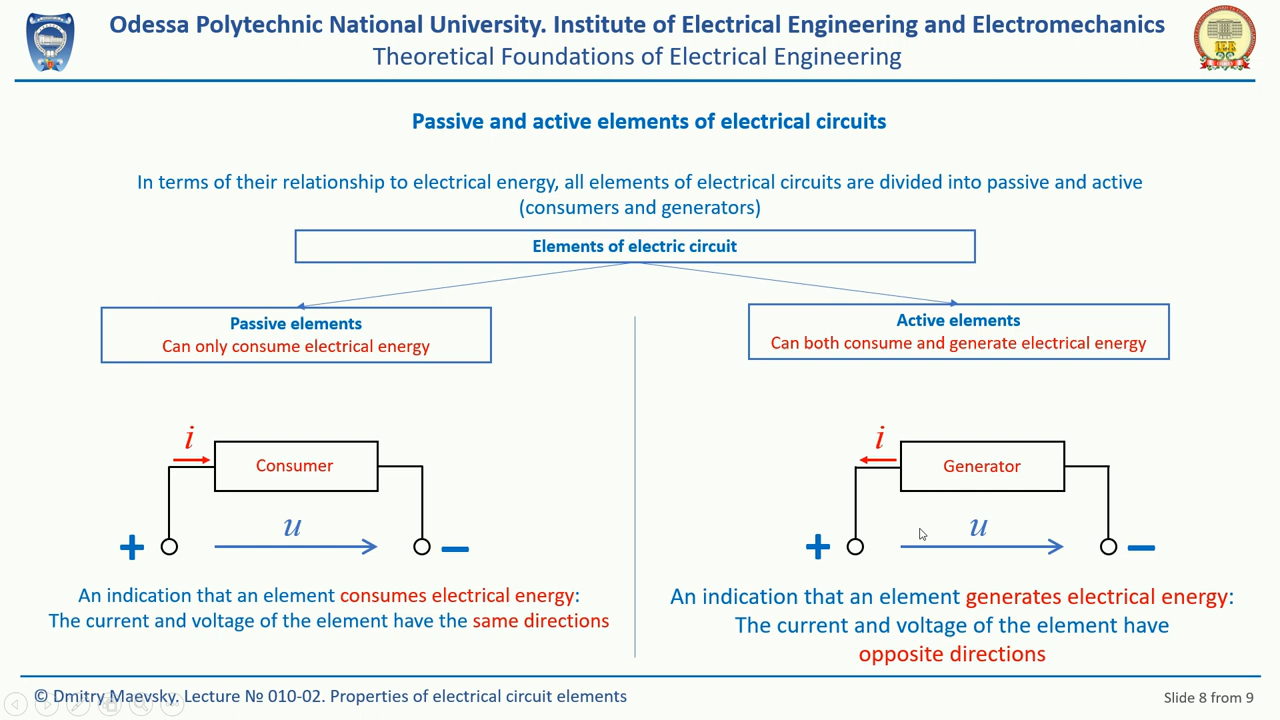 Odessa Polytechnic National University. Institute of Electrical Engineering and Electromechanics
Theoretical Foundations of Electrical Engineering
Passive and active elements of electrical circuits
In terms of their relationship to electrical energy, all elements of electrical circuits are divided into passive and active
(consumers and generators)
Elements of electric circuit
Passive elements
Can only consume electrical energy
Active elements
Can both consume and generate electrical energy
i
Consumer
u
+
−
An indication that an element consumes electrical energy:
The current and voltage of the element have the same directions
i
Generator
u
+
−
An indication that an element generates electrical energy:
The current and voltage of the element have
opposite directions
© Dmitry Maevsky. Lecture № 010-02. Properties of electrical circuit elements
Slide 8 from 9